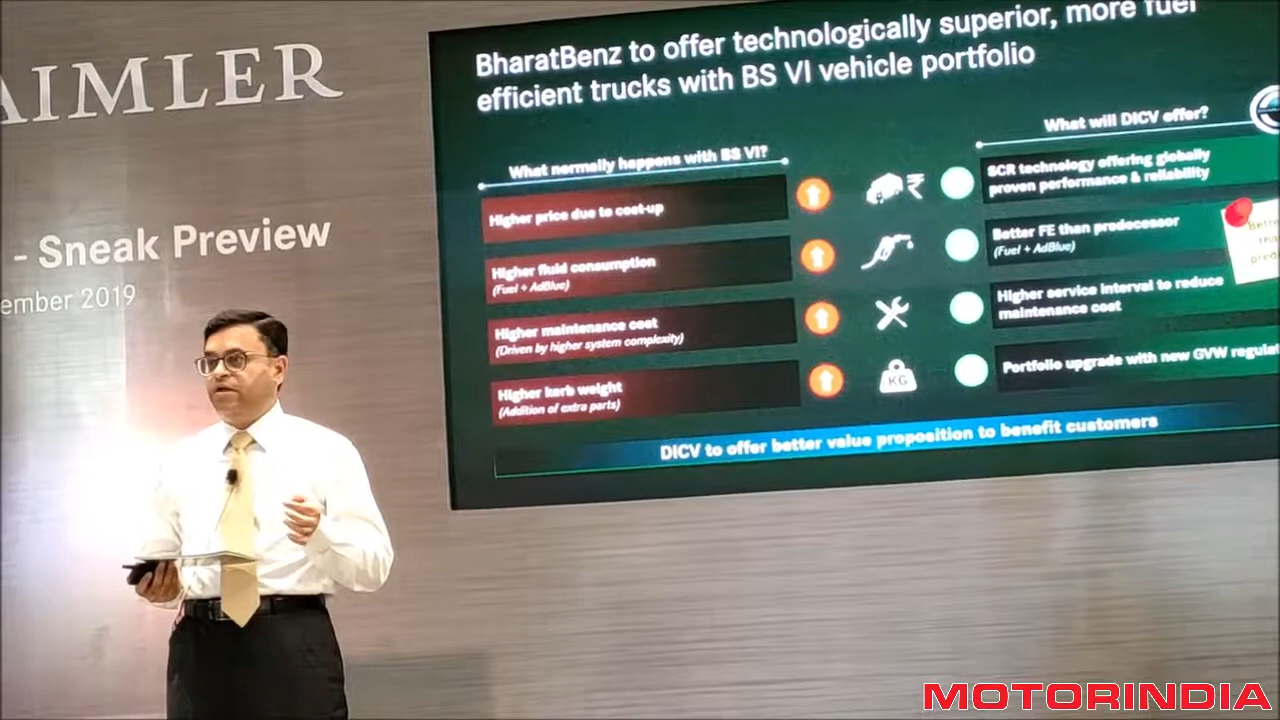 AIMLER
- Sneak Preview
ember 2019
BharatBenz to offer technologically superior, more fuel
efficient trucks with BS VI vehicle portfolio
What normally happens with BS VI?
Higher price due to cost-up
Higher fluid consumption
(Fuel + AdBlue)
Higher maintenance cost
(Driven by higher system complexity)
Higher kerb weight
(Addition of extra parts)
₹
KG
What will DICV offer?
SCR technology offering globally
proven performance & reliability
Better FE than predecessor
(Fuel + AdBlue)
Higher service interval to reduce
maintenance cost
Portfolio upgrade with new GVW regulat
DICV to offer better value proposition to benefit customers
MOTORINDIA